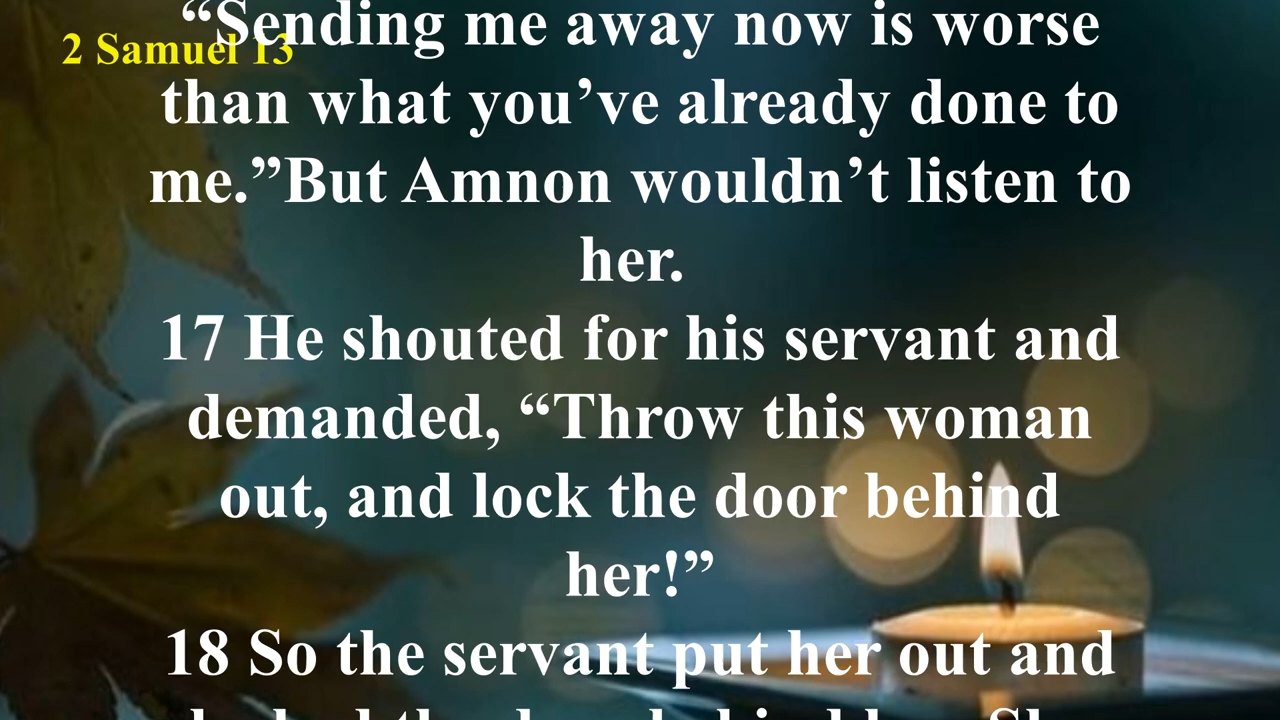 “Sending me away now is worse
2 Samuel 13
than what you’ve already done to
me.”But Amnon wouldn’t listen to
her.
17 He shouted for his servant and
demanded, “Throw this woman
out, and lock the door behind
her!”
18 So the servant put her out and